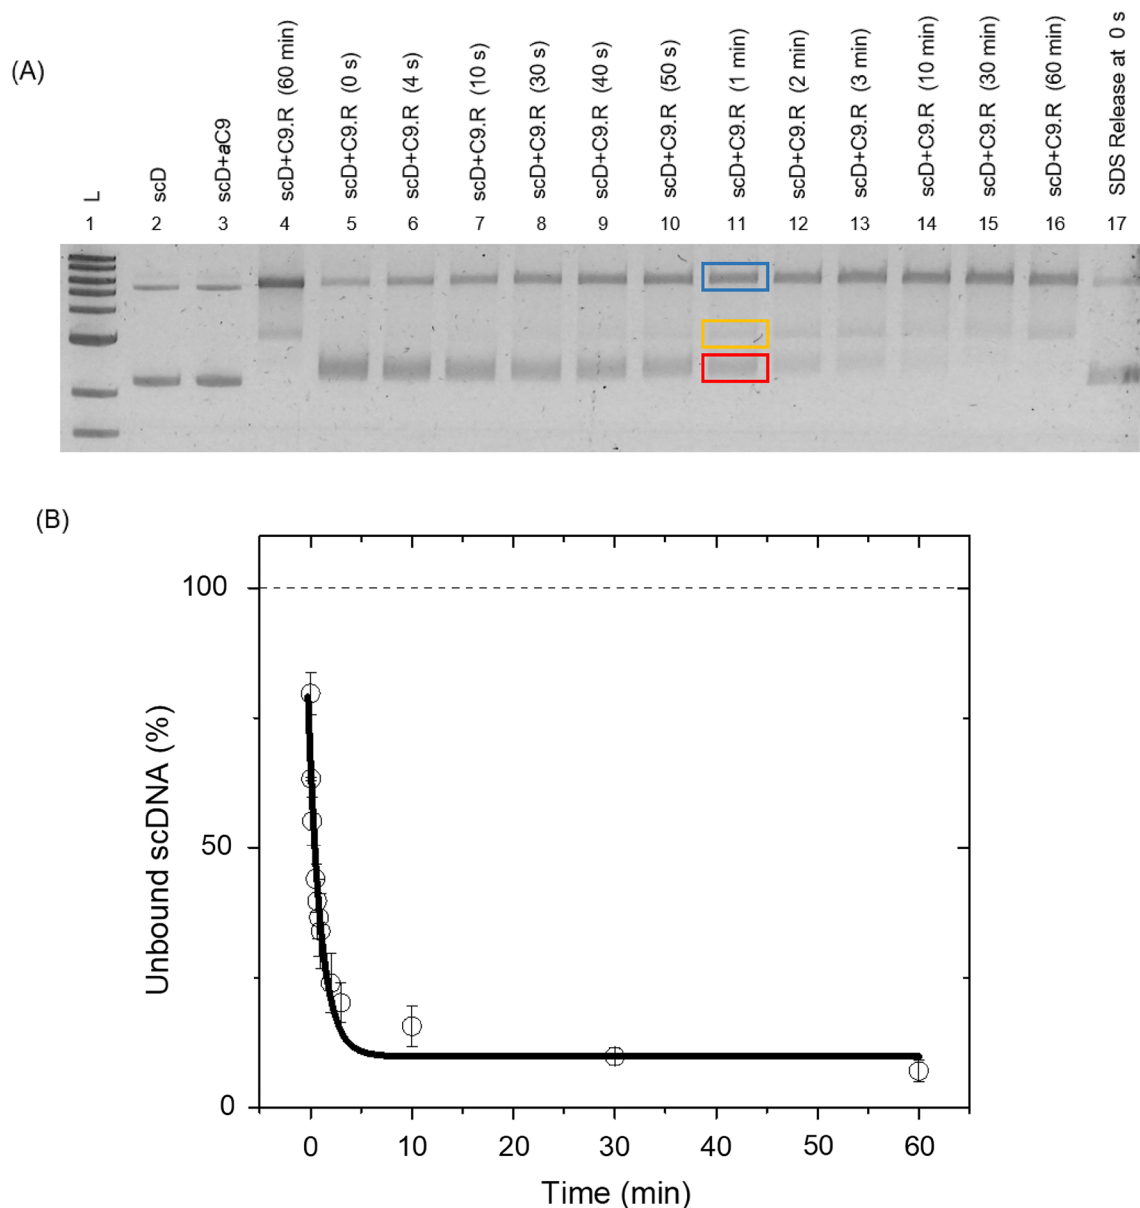 (A)
L
scD
scD+aC9
scD+C9.R (60 min)
scD+C9.R (0 s)
scD+C9.R (4 s)
scD+C9.R (10 s)
scD+C9.R (30 s)
scD+C9.R (40 s)
scD+C9.R (50 s)
scD+C9.R (1 min)
scD+C9.R (2 min)
scD+C9.R (3 min)
scD+C9.R (10 min)
scD+C9.R (30 min)
scD+C9.R (60 min)
SDS Release at 0 s
1 2 3 4 5 6 7 8 9 10 11 12 13 14 15 16 17
(B)
100
50
0
Unbound scDNA (%)
0 10 20 30 40 50 60
Time (min)